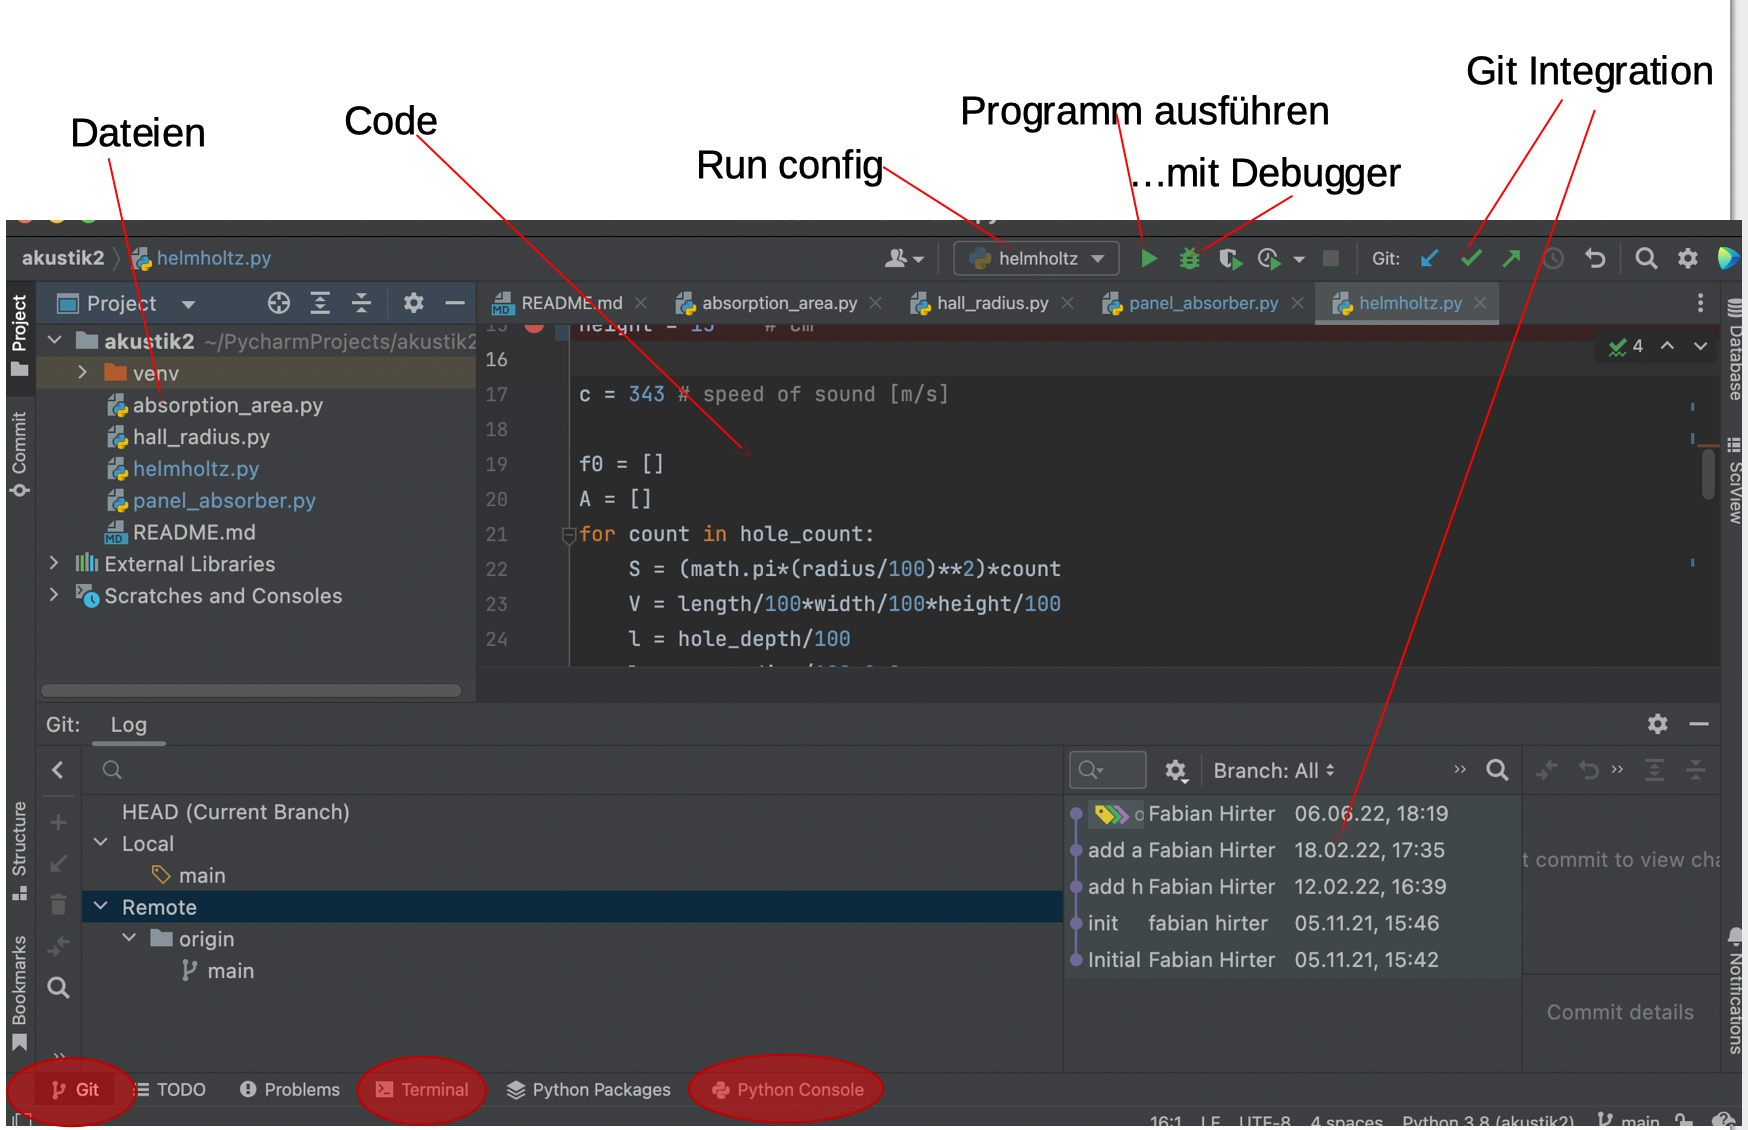 Git Integration
Programm ausführen
Code
Dateien
Run config
...mit Debugger
akustik2
helmholtz.py
helmholtz
Git:
Project
README.md
absorption_area.py
hall_radius.py
panel_absorber.py
helmholtz.py
Project
Commit
Structure
Bookmarks
akustik2 ~/PycharmProjects/akustik2
venv
absorption_area.py
hall_radius.py
helmholtz.py
panel_absorber.py
README.md
External Libraries
Scratches and Consoles
15 height = 15 # cm
4
16
17 c = 343 # speed of sound [m/s]
18
19 f0 = []
20 A = []
21 for count in hole_count:
22 S = (math.pi*(radius/100)**2)*count
23 V = length/100*width/100*height/100
24 l = hole_depth/100
Database
SciView
Notifications
Git: Log
Branch: All
HEAD (Current Branch)
Local
main
Remote
origin
main
o Fabian Hirter 06.06.22, 18:19
add a Fabian Hirter 18.02.22, 17:35
add h Fabian Hirter 12.02.22, 16:39
init fabian hirter 05.11.21, 15:46
Initial Fabian Hirter 05.11.21, 15:42
t commit to view cha
Commit details
Git
TODO
Problems
Terminal
Python Packages
Python Console
16:1 LF UTF-8 4 spaces Python 3.8 (akustik2) main